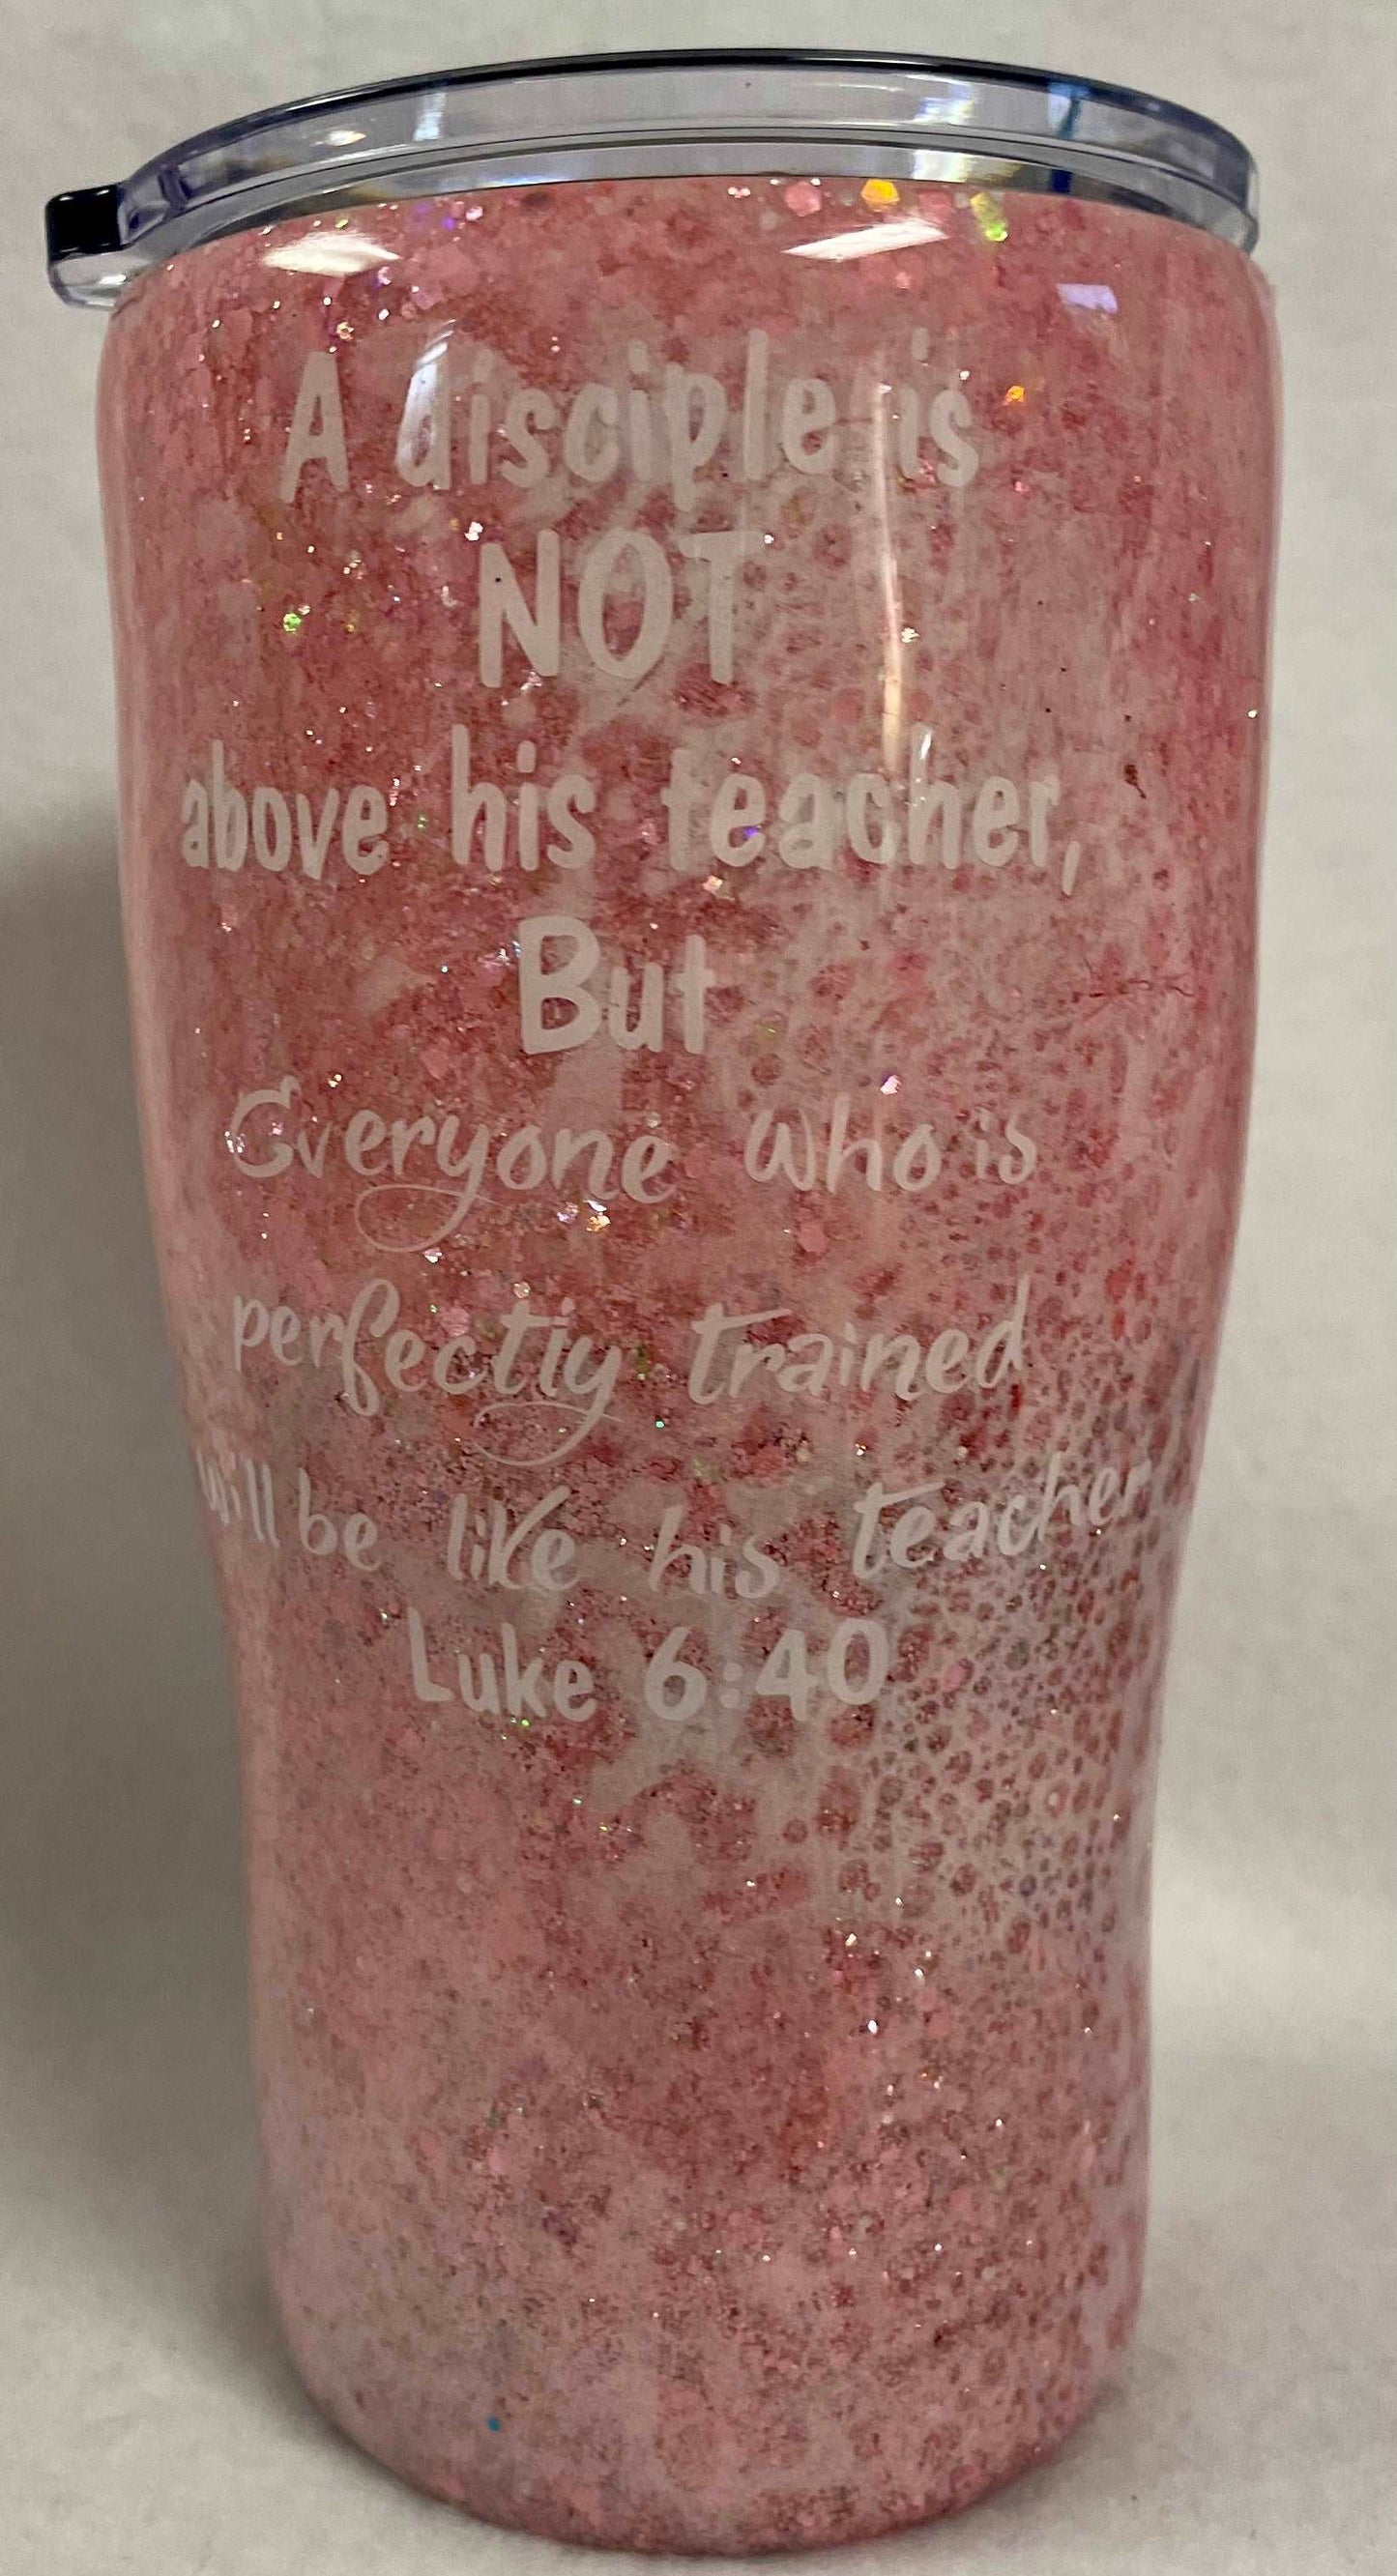 A disciple is
NOT
above his teacher,
But
Everyone who is
perfectiy trained
will be like his teacher
Luke 6:40